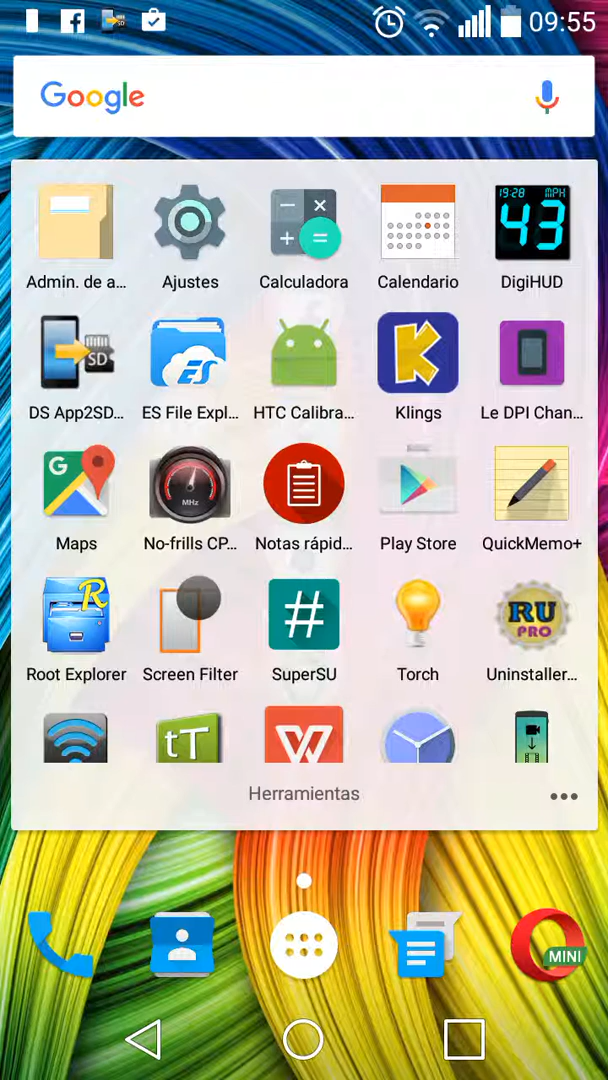 09:55
Google
19:28 MPH
43
Admin. de a...
Ajustes
Calculadora
Calendario
DigiHUD
SD
ES
K
DS App2SD...
ES File Expl...
HTC Calibra...
Klings
Le DPI Chan...
G
MHz
Maps
No-frills CP...
Notas rápid...
Play Store
QuickMemo+
R
#
RU
PRO
Root Explorer
Screen Filter
SuperSU
Torch
Uninstaller...
tT
W
Herramientas
MINI